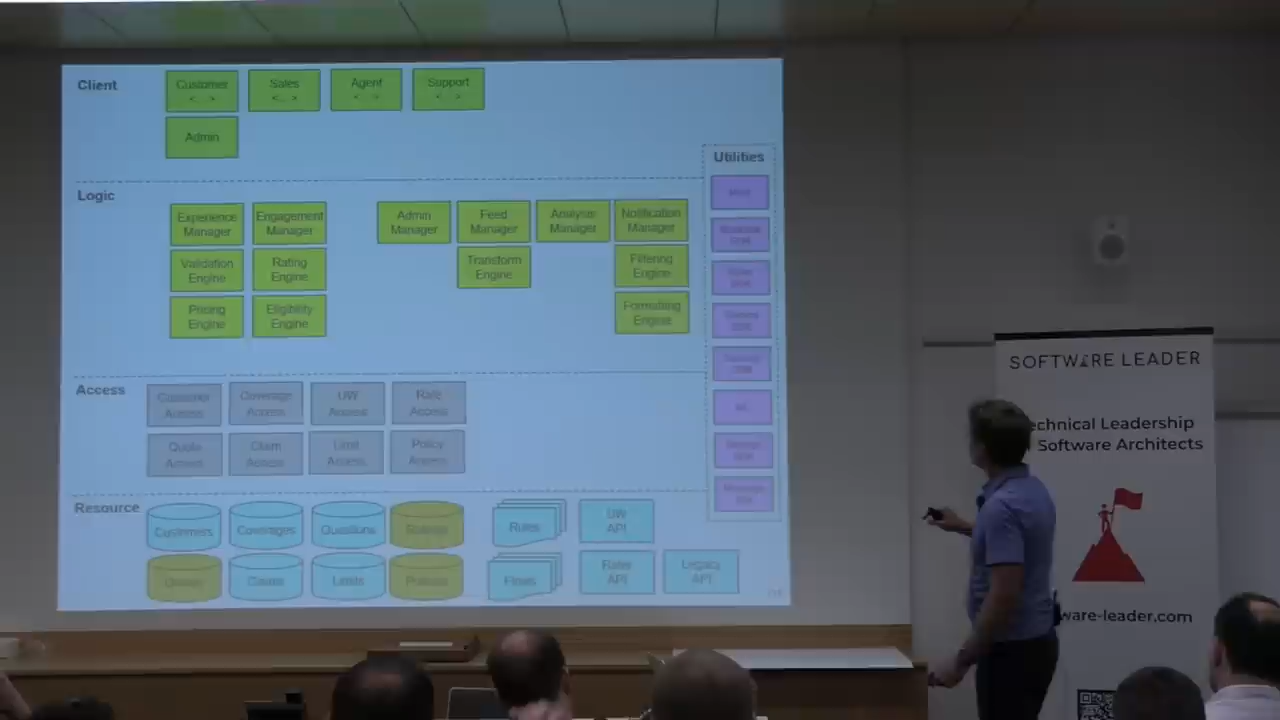 Client
Customer
<...>
Sales
<...>
Agent
<...>
Support
<...>
Admin
Utilities
Logic
Experience
Manager
Engagement
Manager
Admin
Manager
Feed
Manager
Analysis
Manager
Notification
Manager
Validation
Engine
Rating
Engine
Transform
Engine
Filtering
Engine
Pricing
Engine
Eligibility
Engine
Formatting
Engine
Access
Customer
Access
Coverage
Access
UW
Access
Rate
Access
Quote
Access
Claim
Access
Limit
Access
Policy
Access
Resource
Customers
Coverages
Questions
Rules
UW
API
Quotes
Claims
Limits
Policies
Flows
Rater
API
Legacy
API
SOFTWARE LEADER
echnical Leadership
Software Architects
ware-leader.com